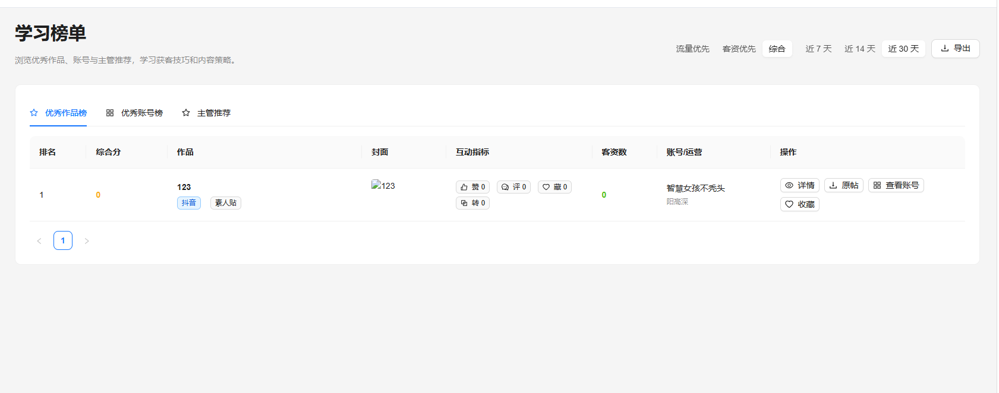 学习榜单
浏览优秀作品、账号与主管推荐，学习获客技巧和内容策略。
流量优先 客资优先 综合 近 7 天 近 14 天 近 30 天 导出
优秀作品榜 优秀账号榜 主管推荐
排名 综合分 作品 封面 互动指标 客资数 账号/运营 操作
1 0 123 抖音 素人贴 123 赞 0 评 0 藏 0 转 0 0 智慧女孩不秃头 阳高深 详情 原帖 查看账号 收藏
1